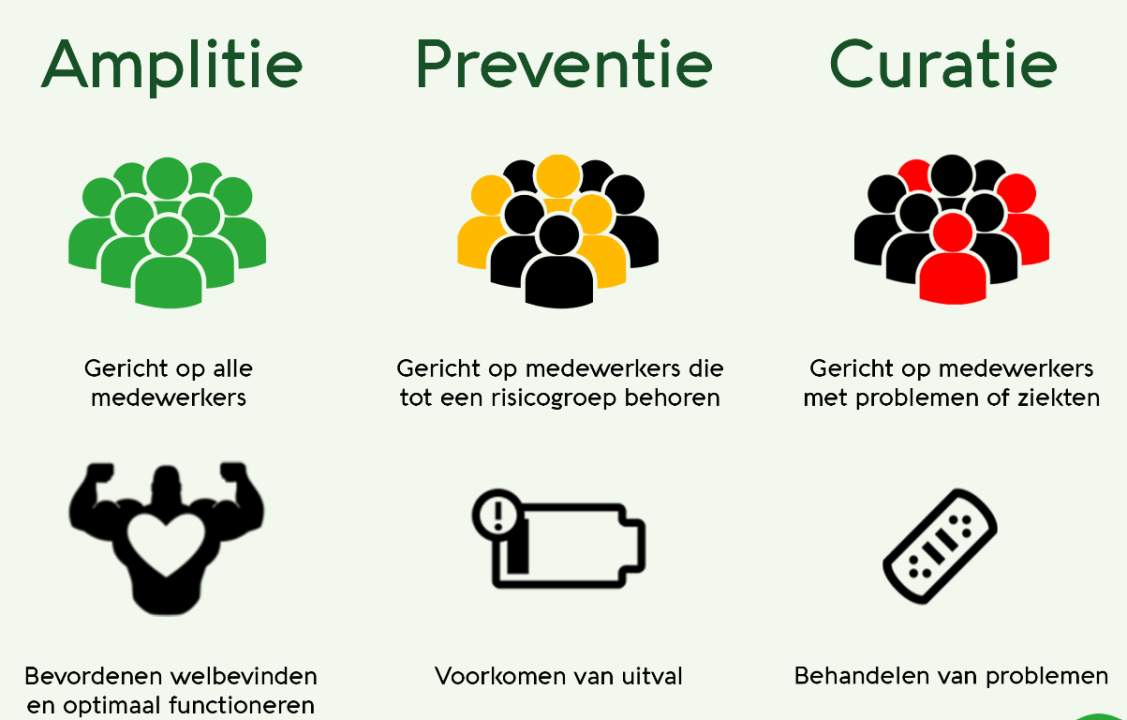 Amplitie
Preventie
Curatie
Gericht op alle
medewerkers
Gericht op medewerkers die
tot een risicogroep behoren
Gericht op medewerkers
met problemen of ziekten
Bevordenen welbevinden
en optimaal functioneren
Voorkomen van uitval
Behandelen van problemen